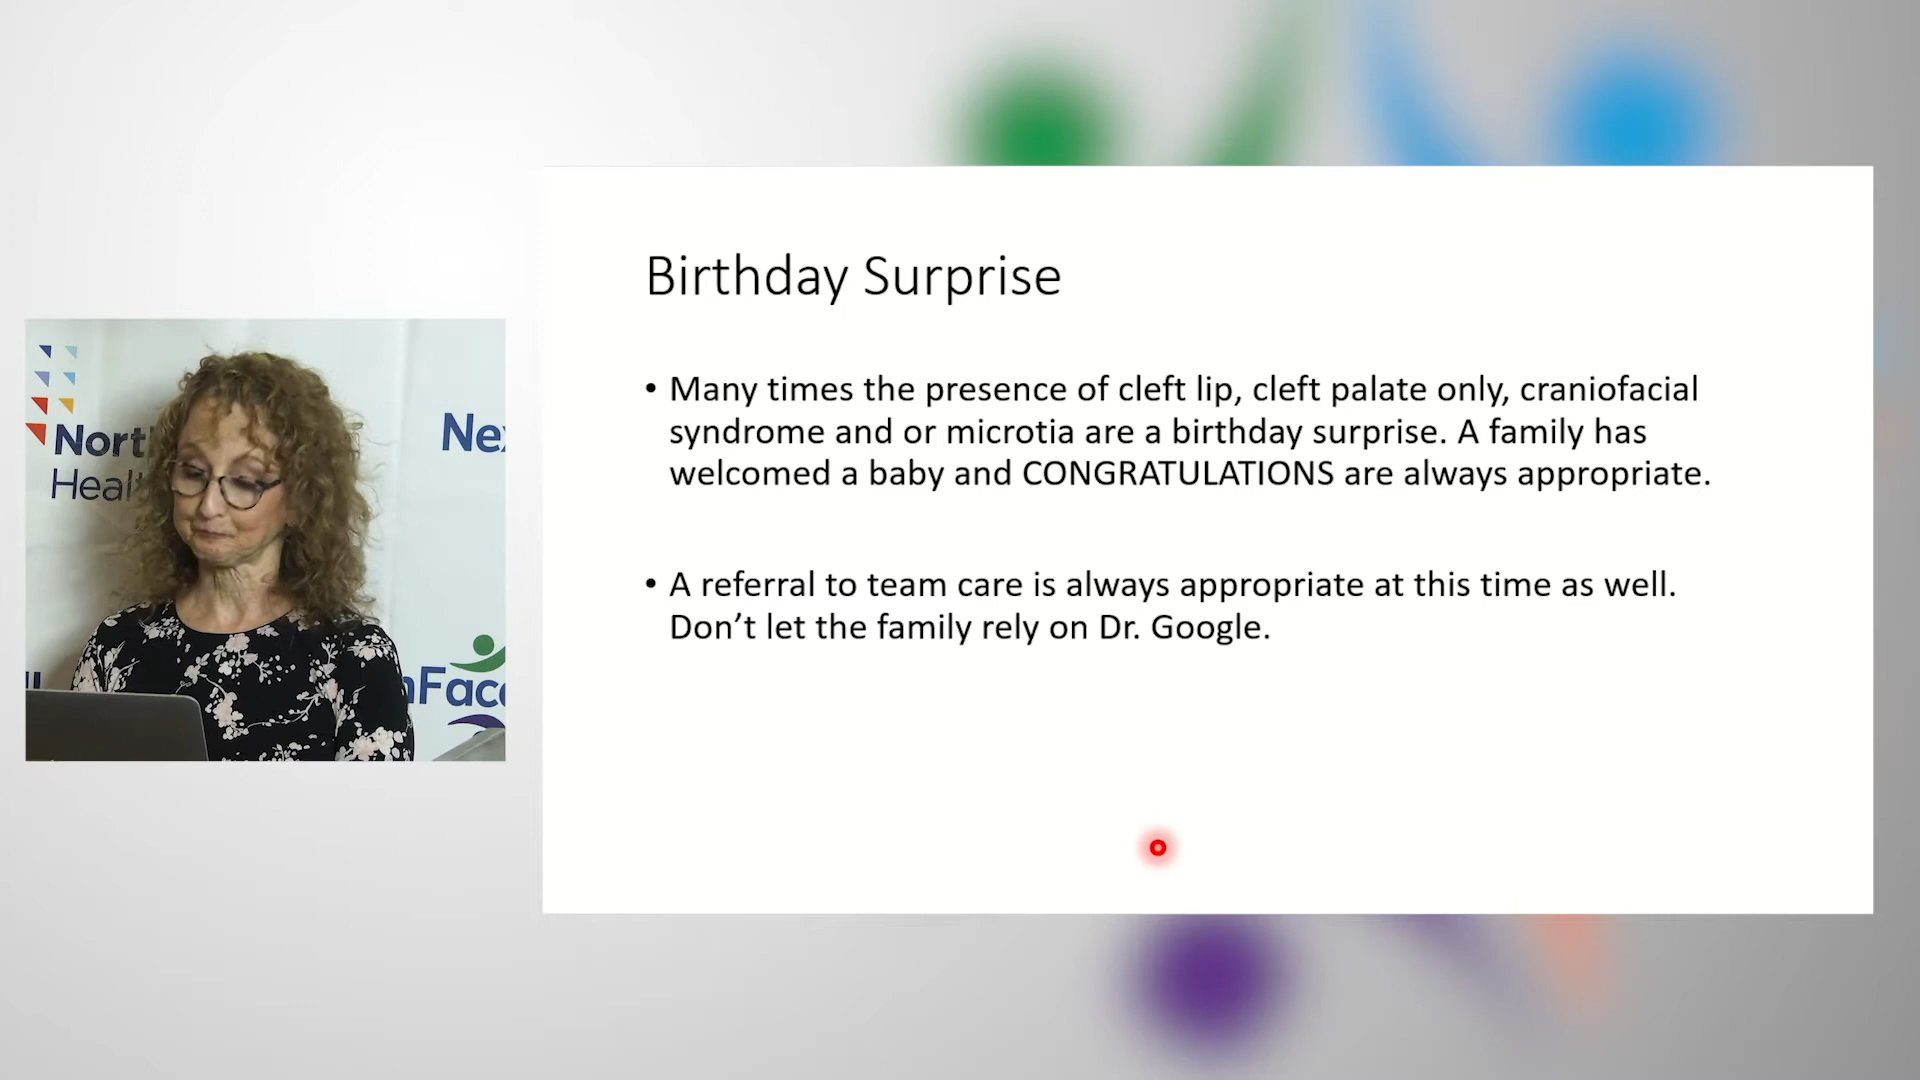 Birthday Surprise
• Many times the presence of cleft lip, cleft palate only, craniofacial
syndrome and or microtia are a birthday surprise. A family has
welcomed a baby and CONGRATULATIONS are always appropriate.
• A referral to team care is always appropriate at this time as well.
Don’t let the family rely on Dr. Google.